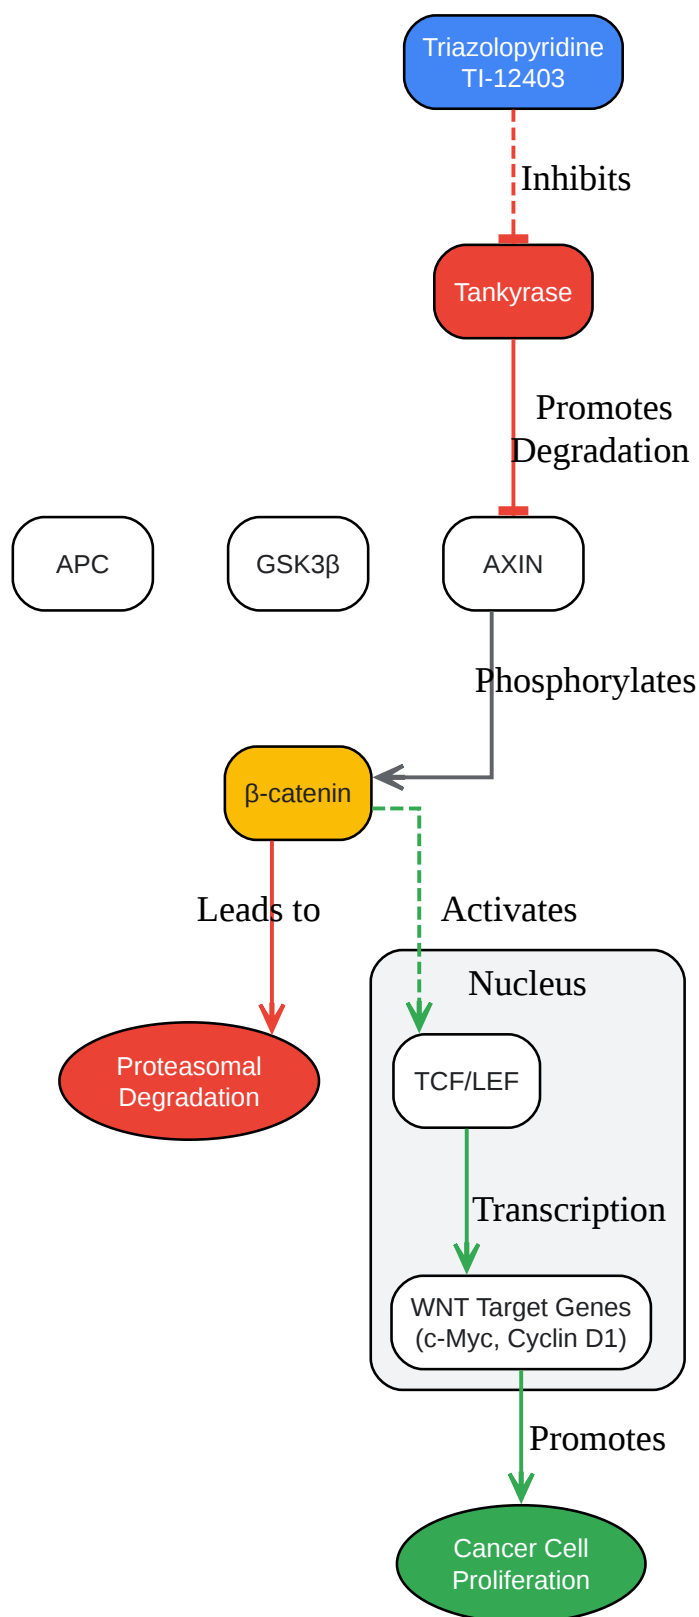 Triazolopyridine
TI-12403
Inhibits
Tankyrase
Promotes
Degradation
APC
GSK3β
AXIN
Phosphorylates
β-catenin
Leads to
Activates
Nucleus
Proteasomal
Degradation
TCF/LEF
Transcription
WNT Target Genes
(c-Myc, Cyclin D1)
Promotes
Cancer Cell
Proliferation